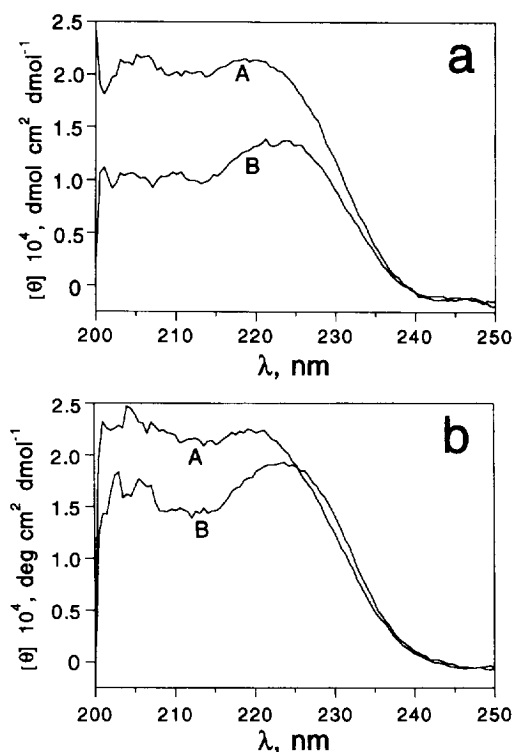 a
2.5
2.0
1.5
1.0
0.5
0
A
B
[θ] 10⁴, dmol cm² dmol⁻¹
200 210 220 230 240 250
λ, nm
b
2.5
2.0
1.5
1.0
0.5
0
A
B
[θ] 10⁴, deg cm² dmol⁻¹
200 210 220 230 240 250
λ, nm